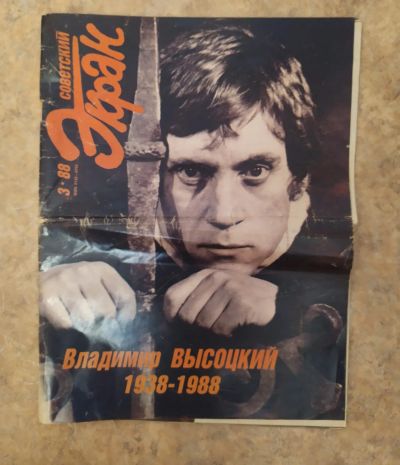 советский
Экран
3·88
Владимир ВЫСОЦКИЙ
1938-1988